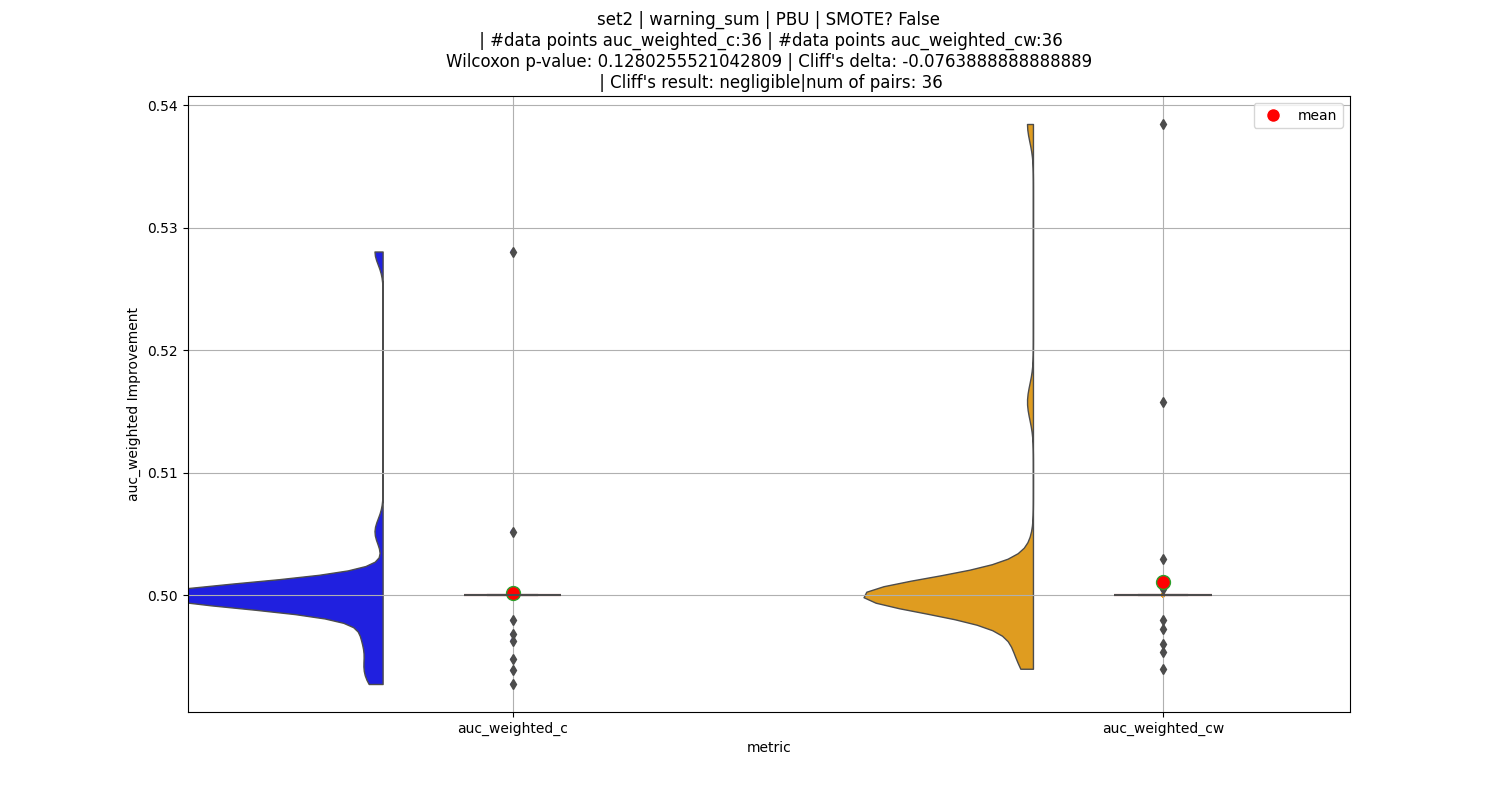 set2 | warning_sum | PBU | SMOTE? False
| #data points auc_weighted_c:36 | #data points auc_weighted_cw:36
Wilcoxon p-value: 0.1280255521042809 | Cliff's delta: -0.0763888888888889
| Cliff's result: negligible|num of pairs: 36
mean
auc_weighted Improvement
0.54
0.53
0.52
0.51
0.50
auc_weighted_c
auc_weighted_cw
metric